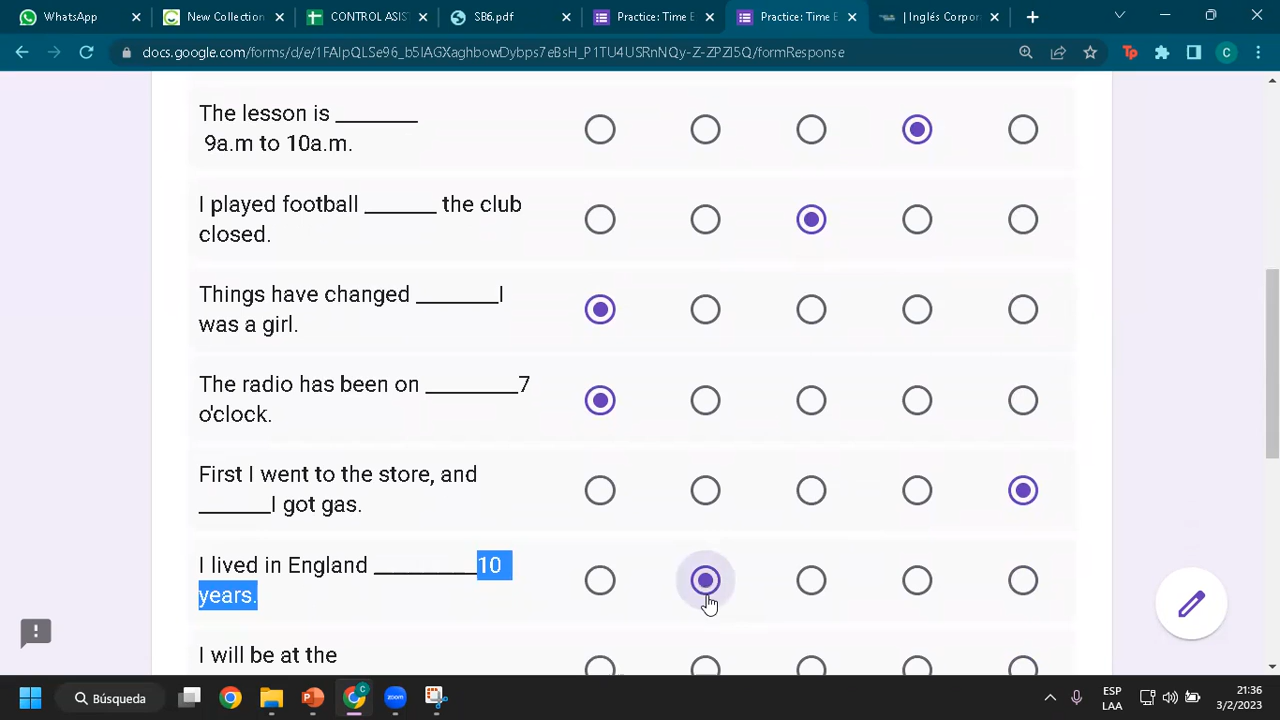 WhatsApp
New Collection
CONTROL ASIS
SB6.pdf
Practice: Time E
Practice: Time E
| Inglés Corpor
docs.google.com/forms/d/e/1FAIpQLSe96_b5IAGXaghbowDybps7eBsH_P1TU4USRnNQy-Z-ZPZI5Q/formResponse
The lesson is _______
9a.m to 10a.m.
I played football ______ the club
closed.
Things have changed _______I
was a girl.
The radio has been on ________7
o'clock.
First I went to the store, and
______I got gas.
I lived in England _________10
years.
I will be at the
Búsqueda
ESP
LAA
21:36
3/2/2023